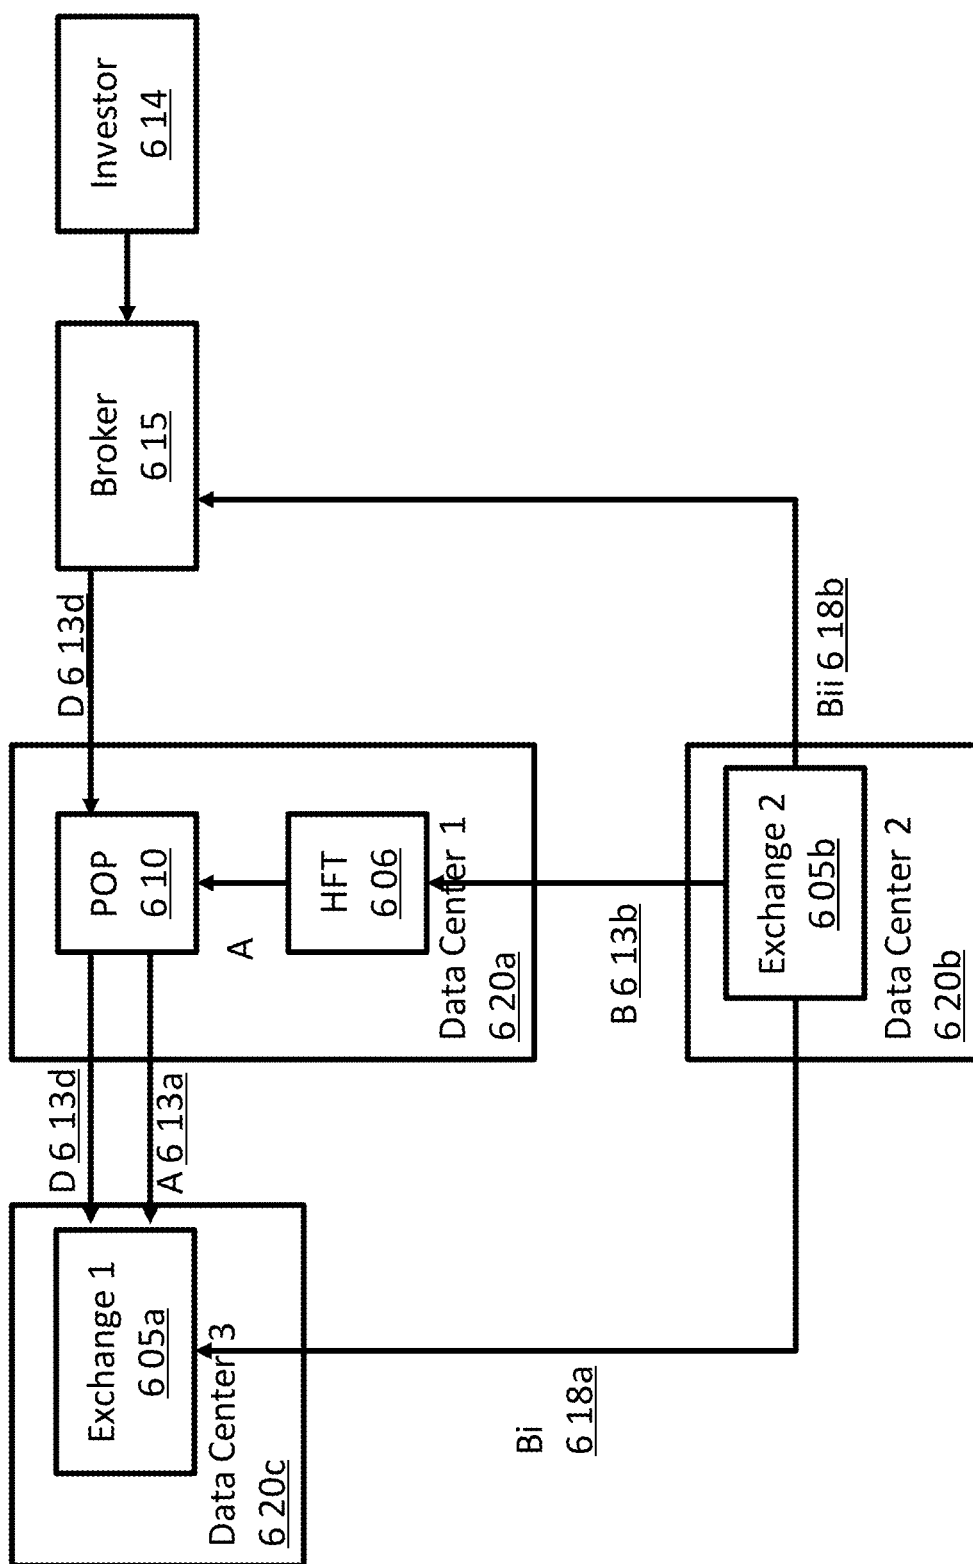 Exchange 1
6 05a
Data Center 3
6 20c
D 6 13d
A 6 13a
POP
6 10
A
HFT
6 06
Data Center 1
6 20a
D 6 13d
Broker
6 15
Investor
6 14
Bi
6 18a
B 6 13b
Exchange 2
6 05b
Data Center 2
6 20b
Bii 6 18b